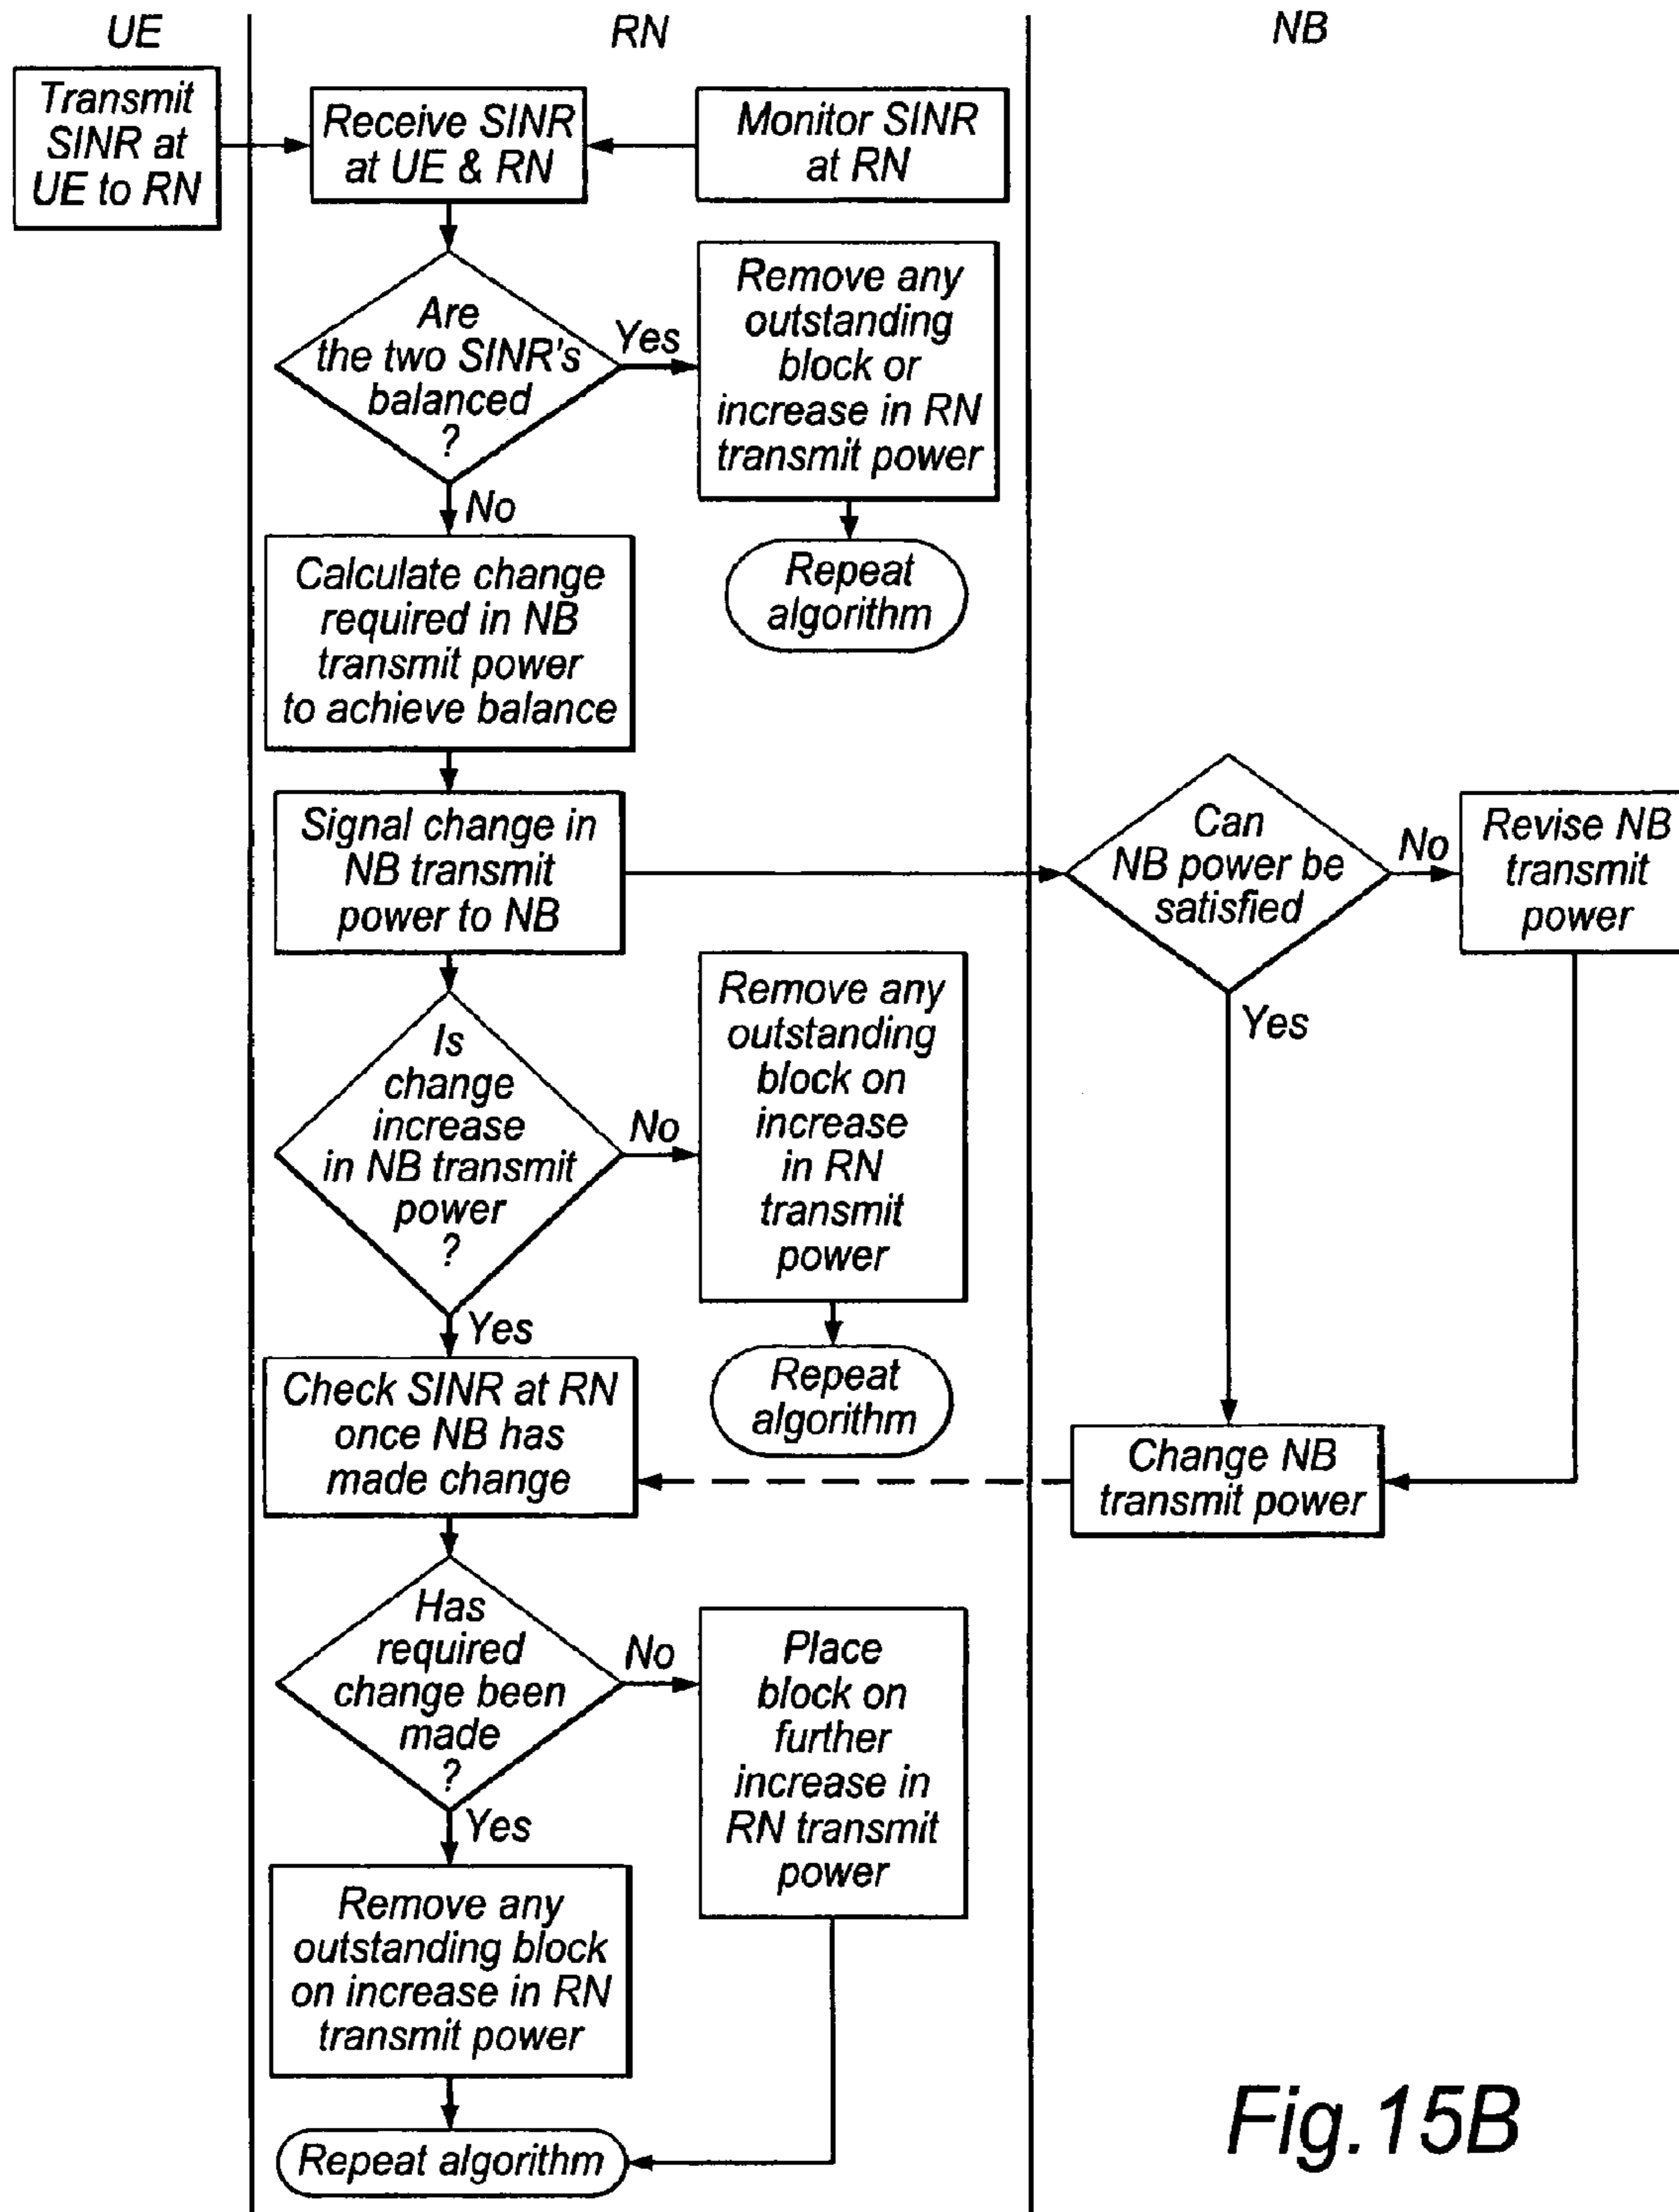 UE
RN
NB
Transmit
SINR at
UE to RN
Receive SINR
at UE & RN
Monitor SINR
at RN
Are
the two SINR's
balanced
?
Yes
Remove any
outstanding
block or
increase in RN
transmit power
Repeat
algorithm
No
Calculate change
required in NB
transmit power
to achieve balance
Signal change in
NB transmit
power to NB
Can
NB power be
satisfied
No
Revise NB
transmit
power
Yes
Is
change
increase
in NB transmit
power
?
No
Remove any
outstanding
block on
increase
in RN
transmit
power
Repeat
algorithm
Yes
Check SINR at RN
once NB has
made change
Change NB
transmit power
Has
required
change been
made
?
No
Place
block on
further
increase in
RN transmit
power
Yes
Remove any
outstanding block
on increase in RN
transmit power
Repeat algorithm
Fig.15B